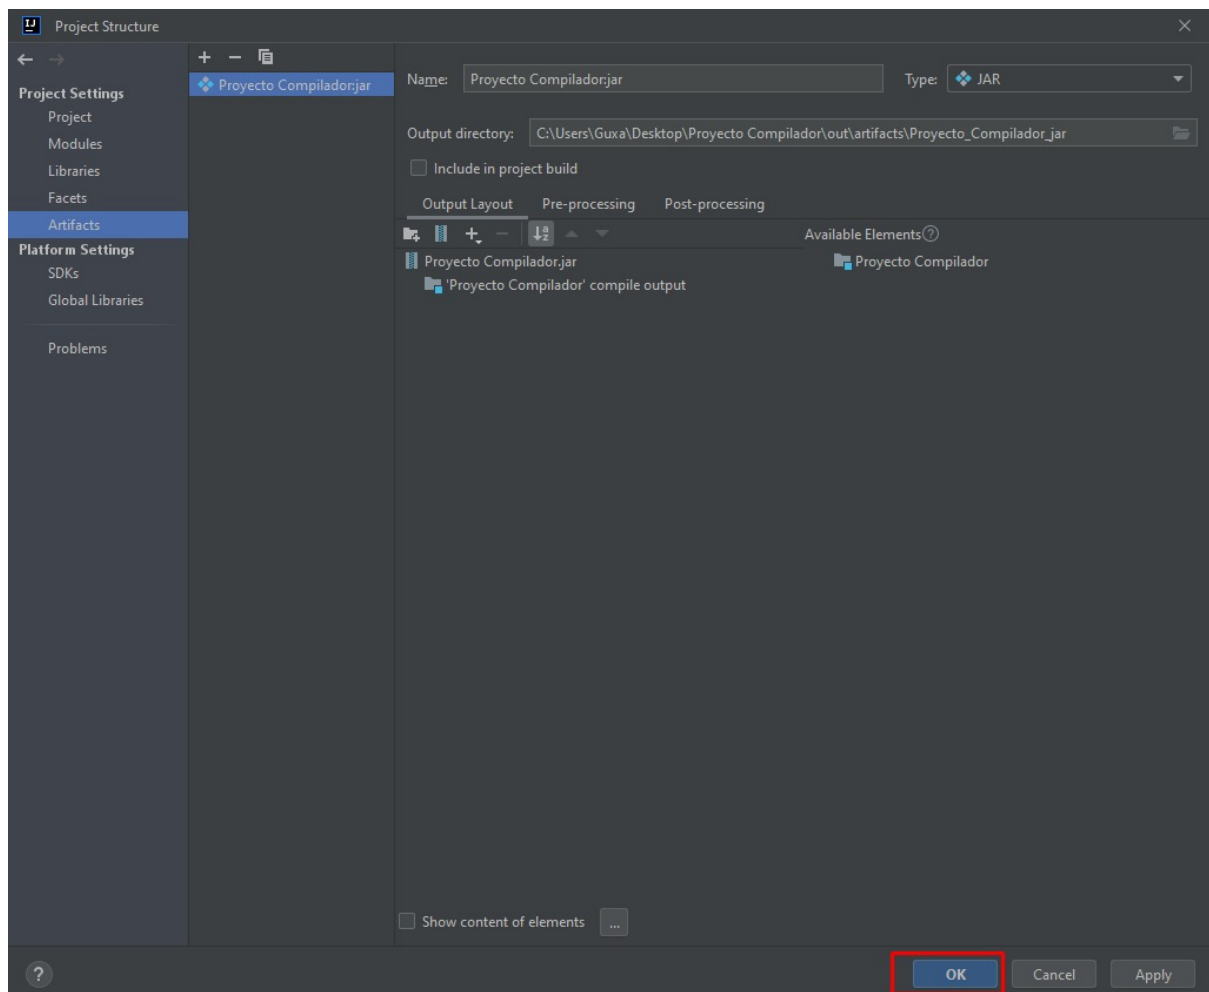 Project Structure
Project Settings
Project
Modules
Libraries
Facets
Artifacts
Platform Settings
SDKs
Global Libraries
Problems
Proyecto Compilador:jar
Name: Proyecto Compilador:jar Type: JAR
Output directory: C:\Users\Guxa\Desktop\Proyecto Compilador\out\artifacts\Proyecto_Compilador_jar
Include in project build
Output Layout Pre-processing Post-processing
Available Elements
Proyecto Compilador.jar
'Proyecto Compilador' compile output
Proyecto Compilador
Show content of elements ...
? OK Cancel Apply